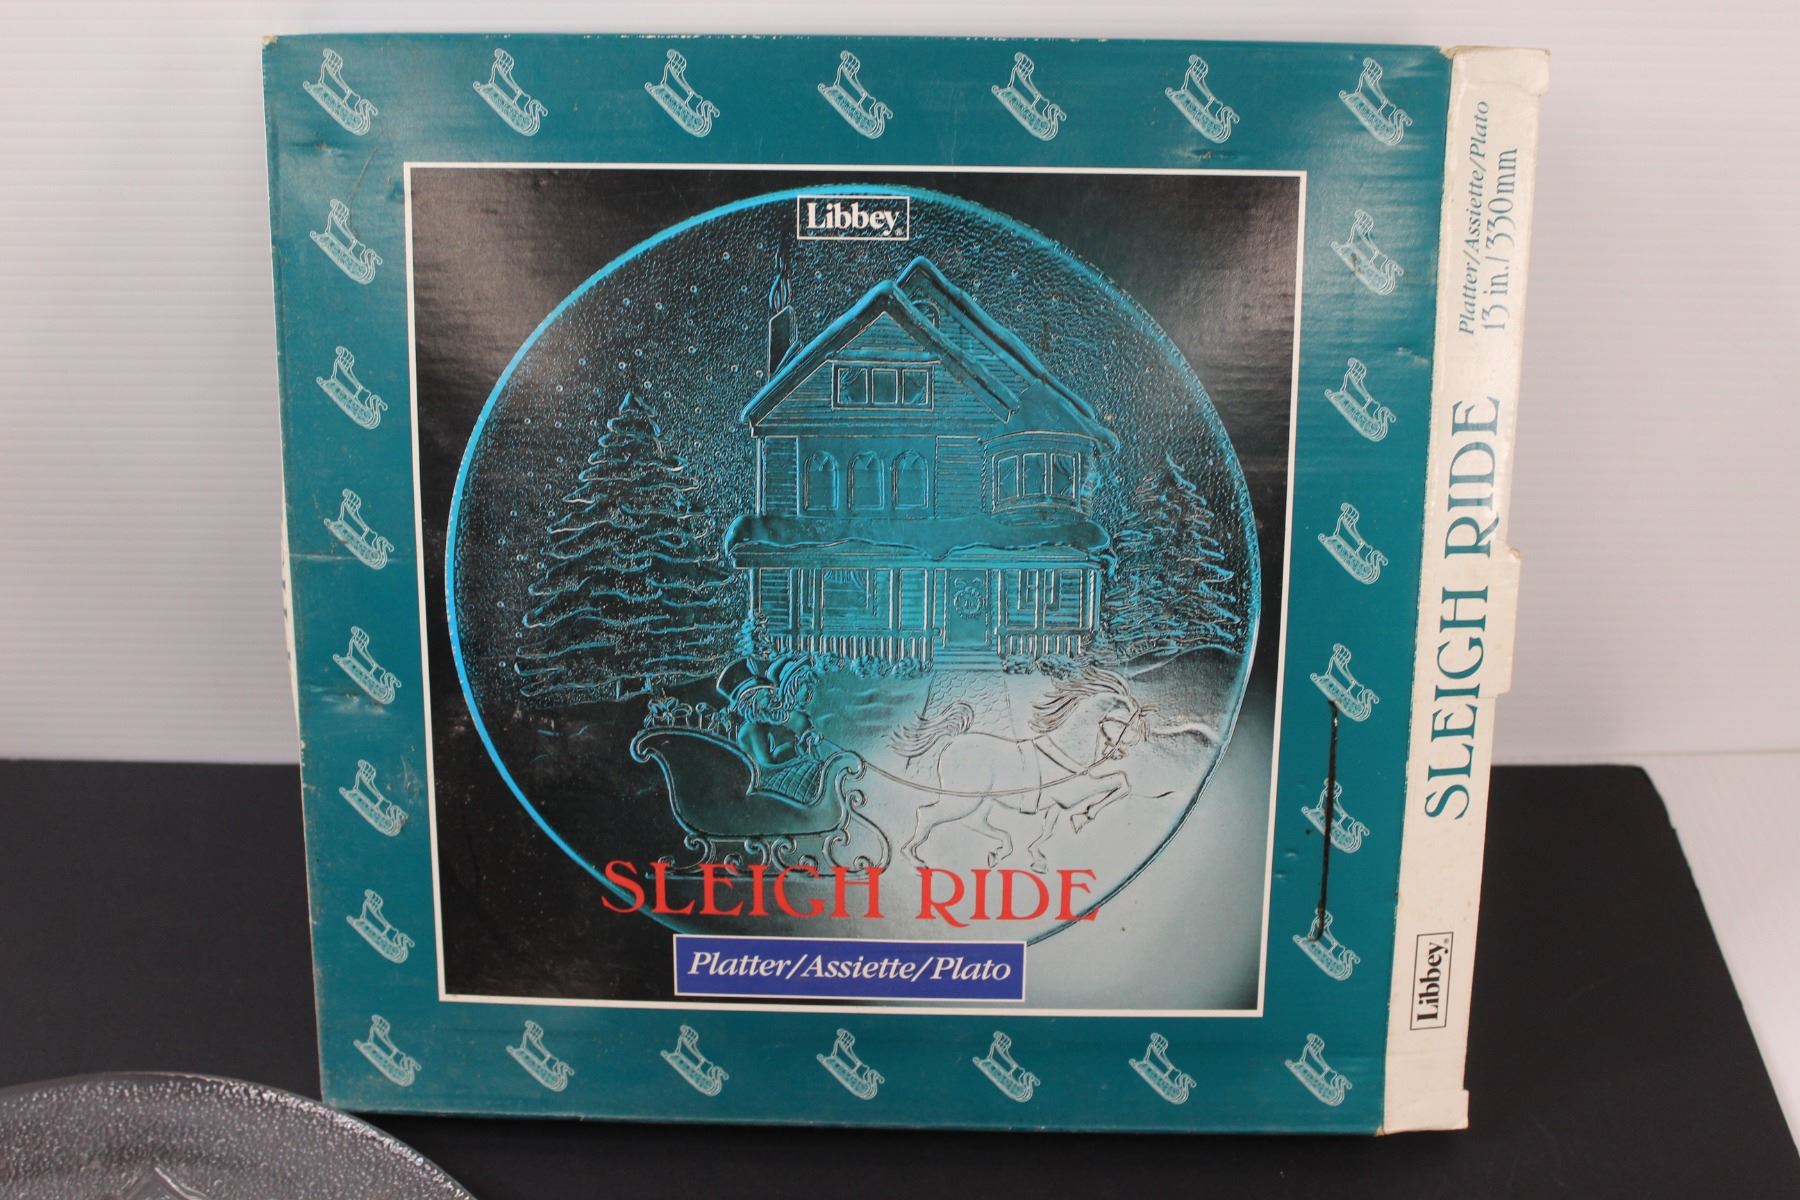 Libbey®
SLEIGH RIDE
Platter/Assiette/Plato
Platter/Assiette/Plato
13 in./330mm
SLEIGH RIDE
Libbey®